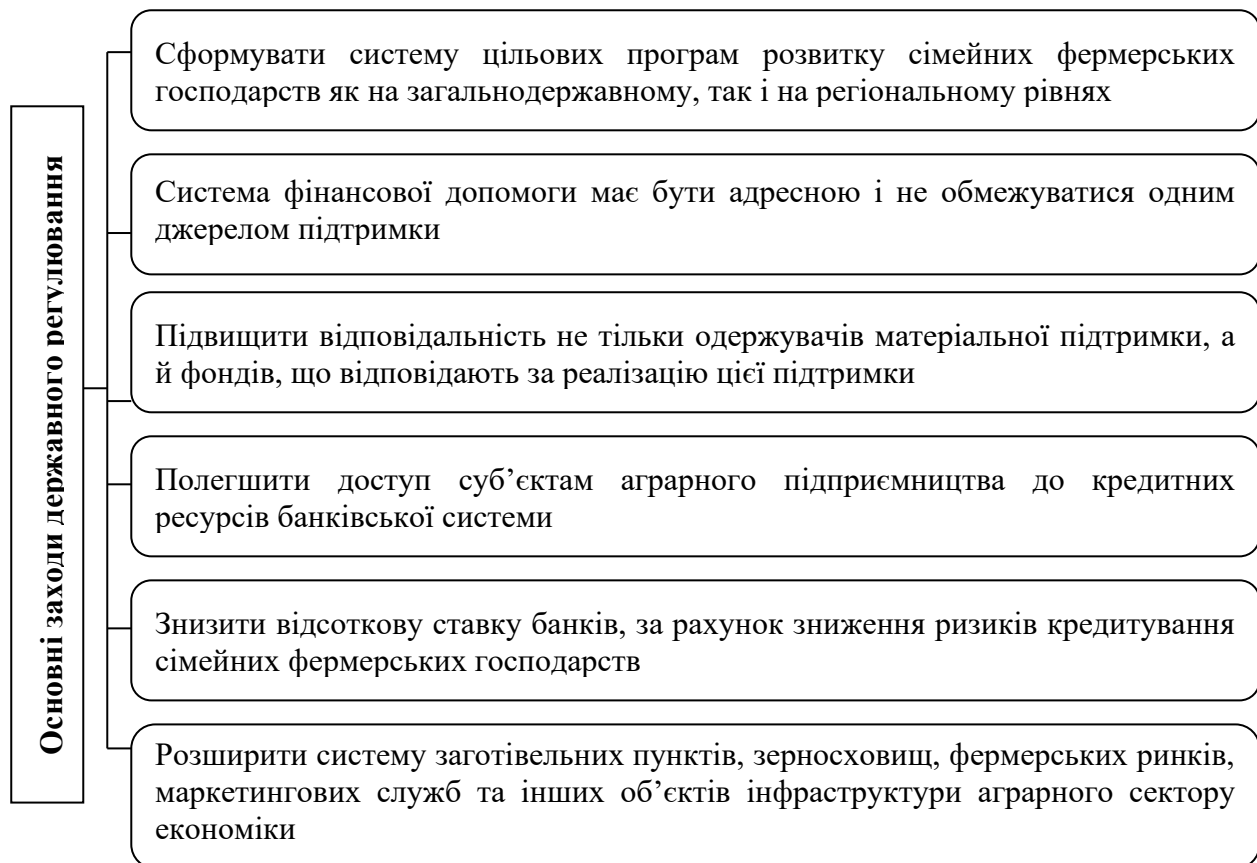 Основні заходи державного регулювання
Сформувати систему цільових програм розвитку сімейних фермерських
господарств як на загальнодержавному, так і на регіональному рівнях
Система фінансової допомоги має бути адресною і не обмежуватися одним
джерелом підтримки
Підвищити відповідальність не тільки одержувачів матеріальної підтримки, а
й фондів, що відповідають за реалізацію цієї підтримки
Полегшити доступ суб’єктам аграрного підприємництва до кредитних
ресурсів банківської системи
Знизити відсоткову ставку банків, за рахунок зниження ризиків кредитування
сімейних фермерських господарств
Розширити систему заготівельних пунктів, зерносховищ, фермерських ринків,
маркетингових служб та інших об’єктів інфраструктури аграрного сектору
економіки